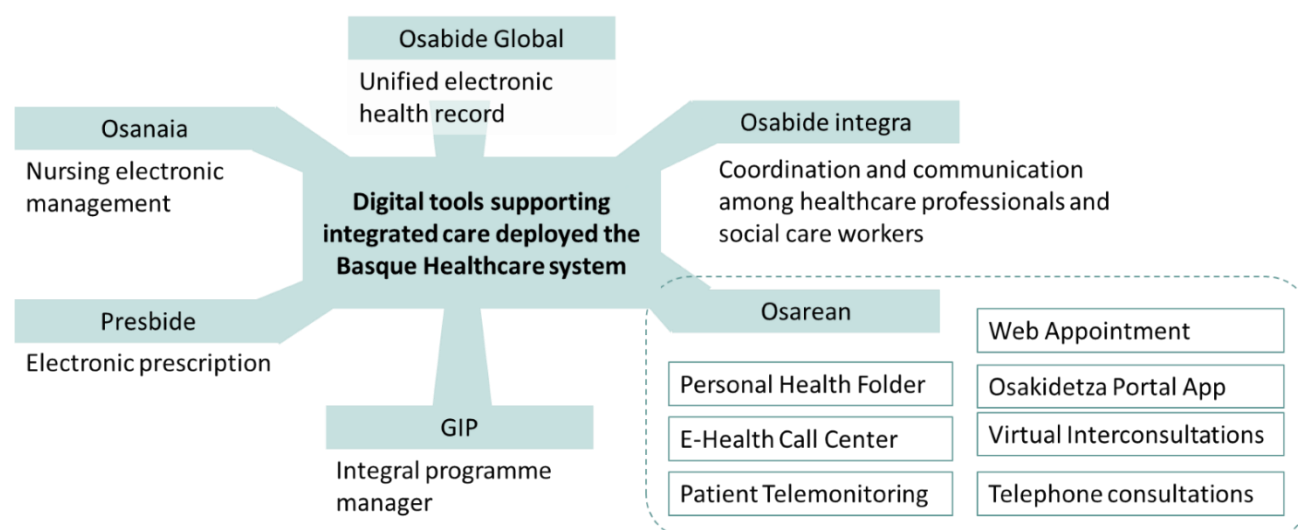 Osabide Global
Unified electronic
health record
Osanaia
Nursing electronic
management
Osabide integra
Coordination and communication
among healthcare professionals and
social care workers
Digital tools supporting
integrated care deployed the
Basque Healthcare system
Presbide
Electronic prescription
GIP
Integral programme
manager
Osarean
Personal Health Folder
E-Health Call Center
Patient Telemonitoring
Web Appointment
Osakidetza Portal App
Virtual Interconsultations
Telephone consultations